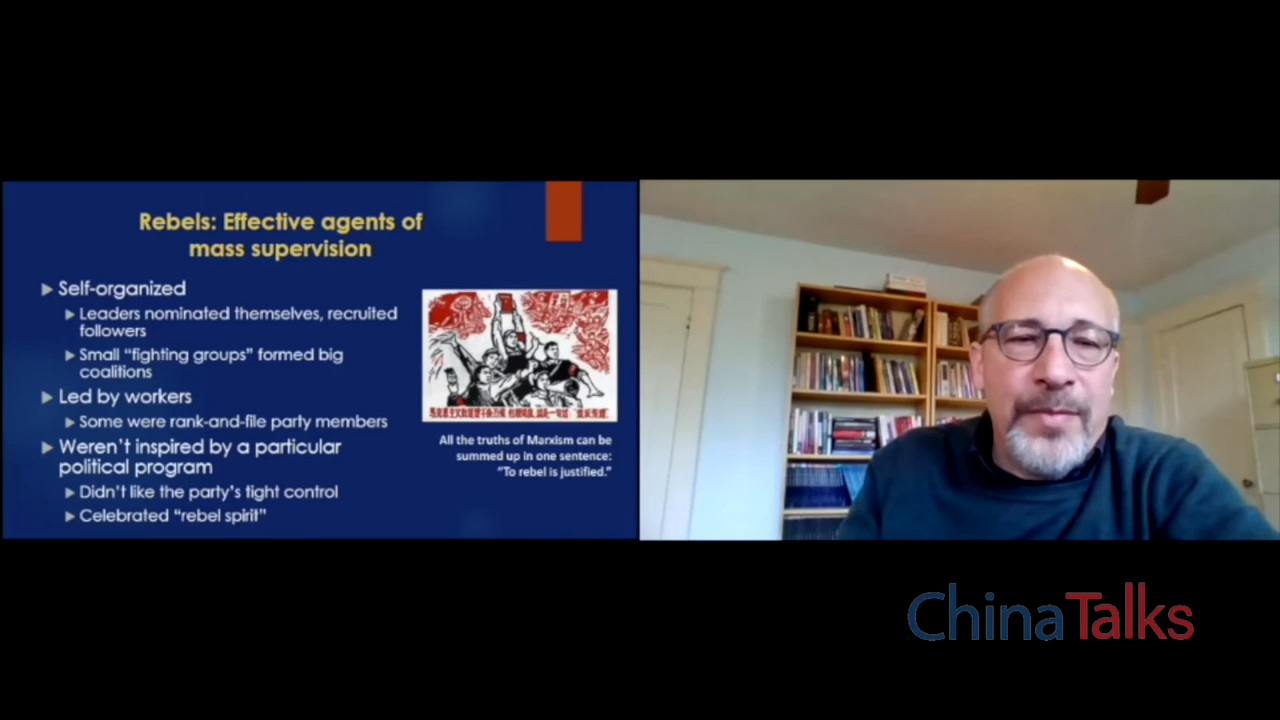 Rebels: Effective agents of
mass supervision
Self-organized
Leaders nominated themselves, recruited
followers
Small “fighting groups” formed big
coalitions
Led by workers
Some were rank-and-file party members
Weren’t inspired by a particular
political program
Didn’t like the party’s tight control
Celebrated “rebel spirit”
All the truths of Marxism can be
summed up in one sentence:
“To rebel is justified.”
ChinaTalks